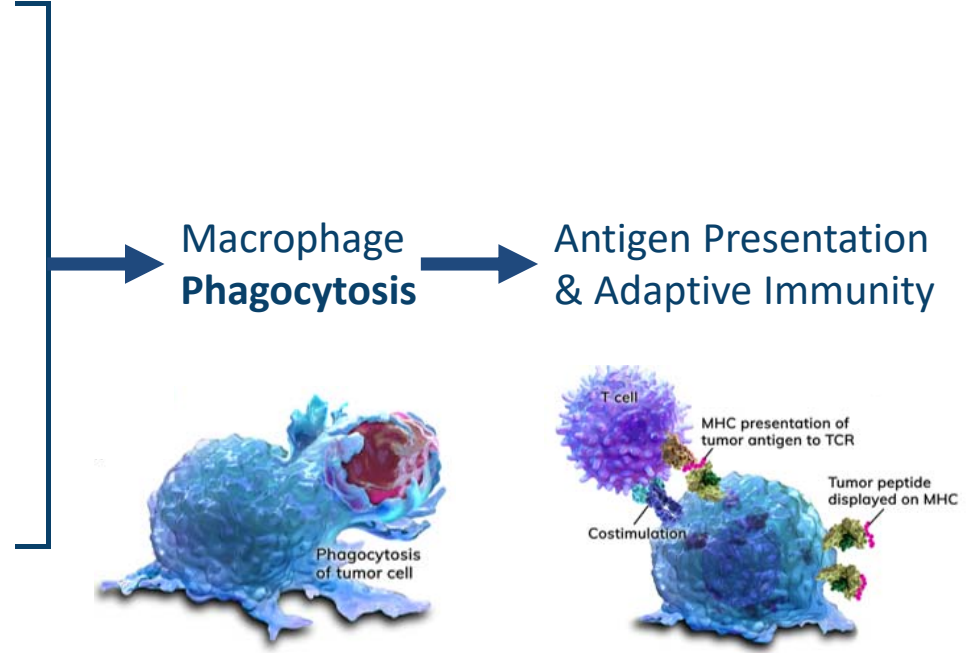 Macrophage
Phagocytosis
Antigen Presentation
& Adaptive Immunity
Phagocytosis
of tumor cell
T cell
MHC presentation of
tumor antigen to TCR
Tumor peptide
displayed on MHC
Costimulation